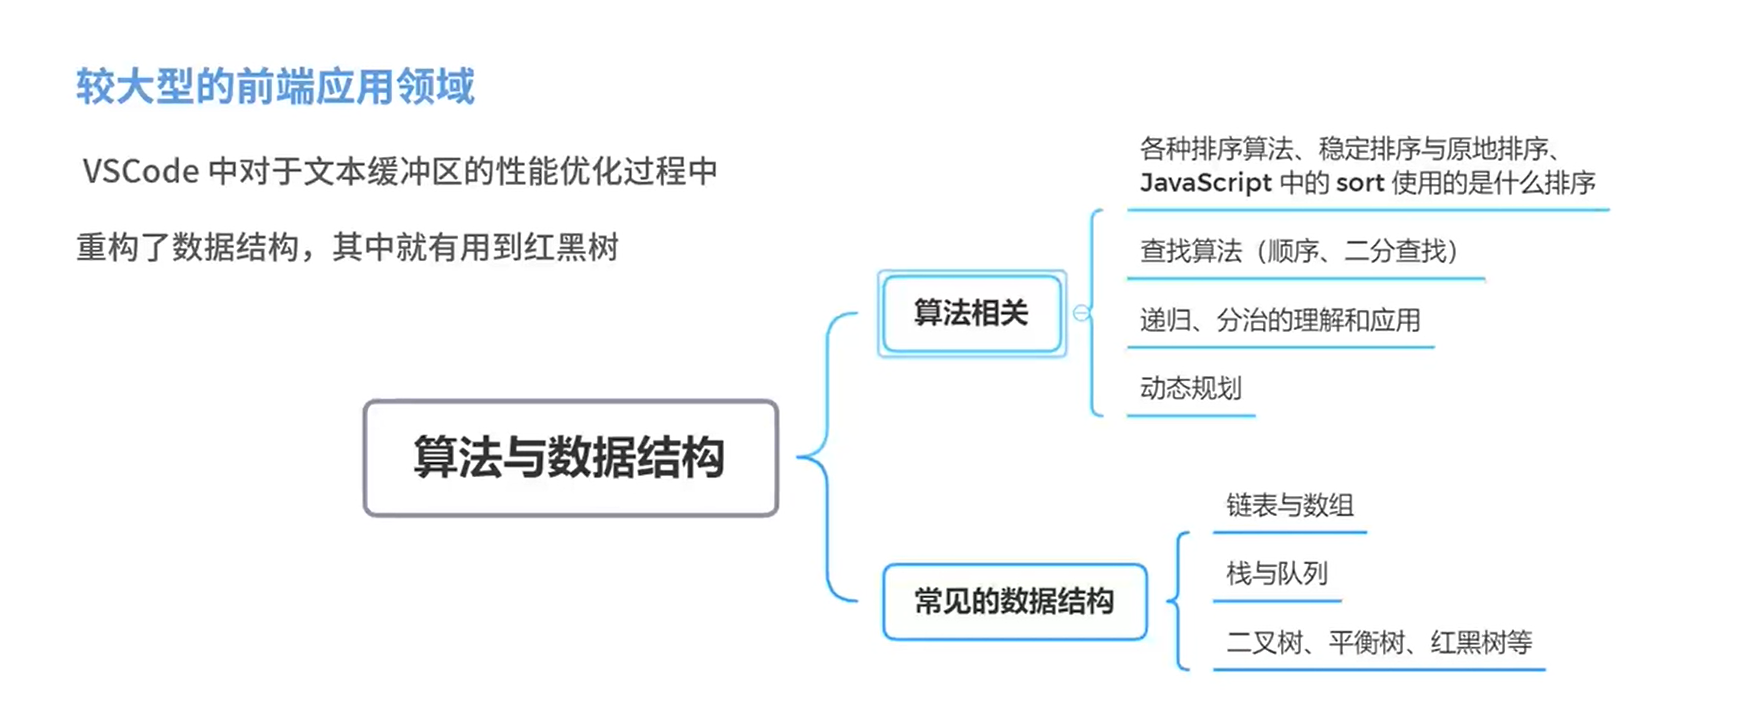 较大型的前端应用领域
VSCode 中对于文本缓冲区的性能优化过程中
重构了数据结构，其中就有用到红黑树
算法与数据结构
算法相关
各种排序算法、稳定排序与原地排序、
JavaScript 中的 sort 使用的是什么排序
查找算法（顺序、二分查找）
递归、分治的理解和应用
动态规划
常见的数据结构
链表与数组
栈与队列
二叉树、平衡树、红黑树等